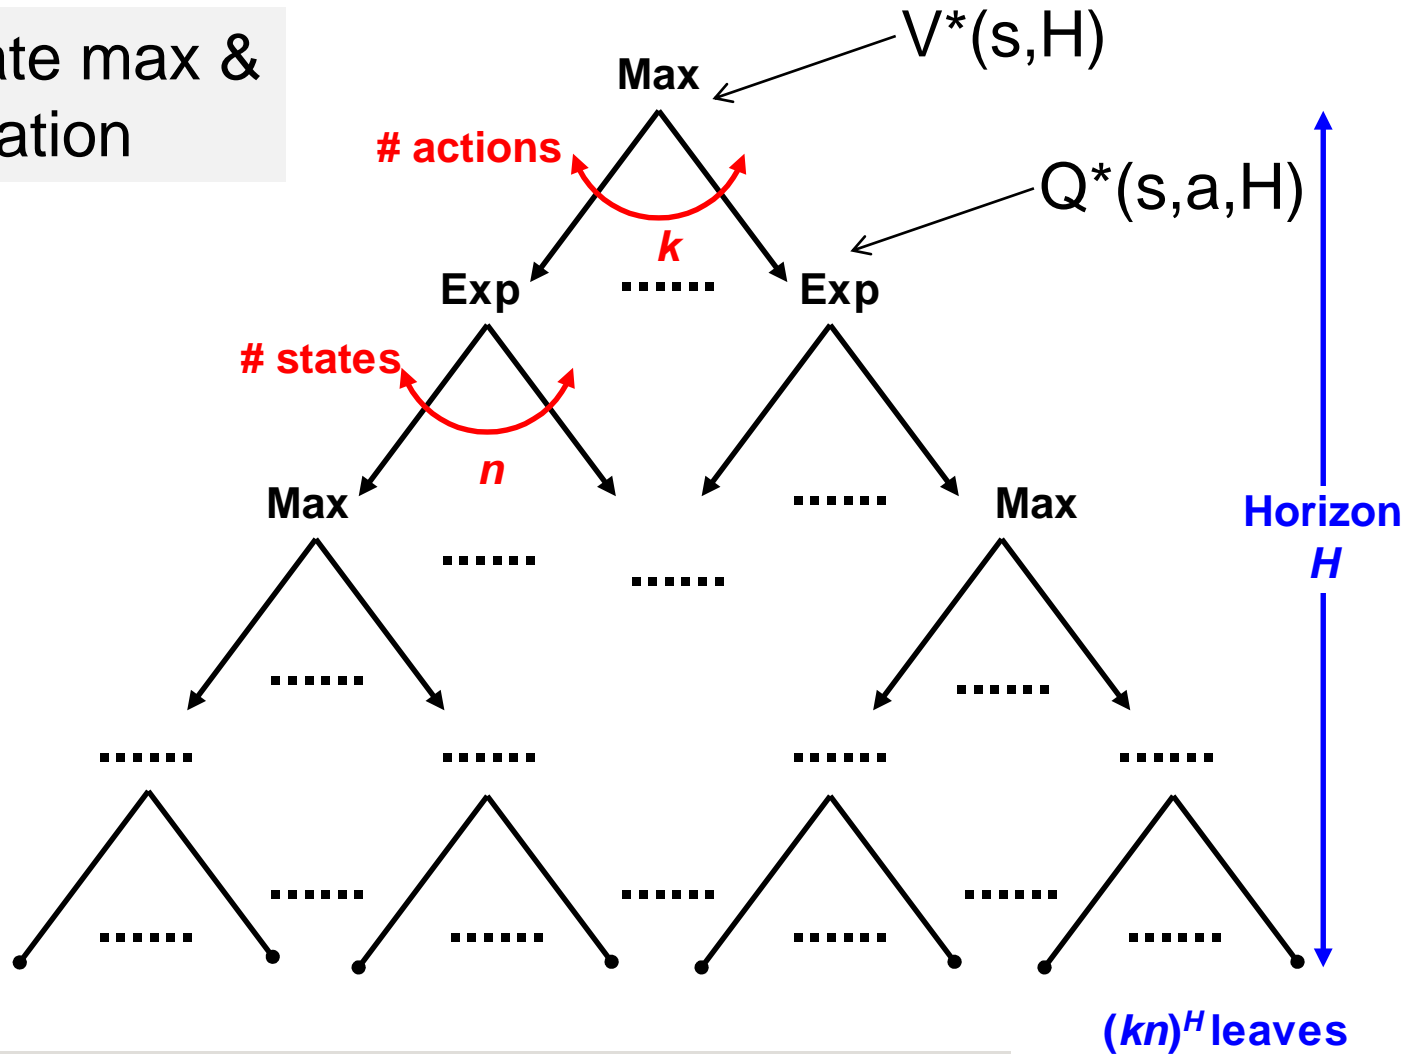 ate max &
ation
Max
V*(s,H)
# actions
k
Q*(s,a,H)
Exp
Exp
# states
n
Max
Max
Horizon
H
(kn)^H leaves